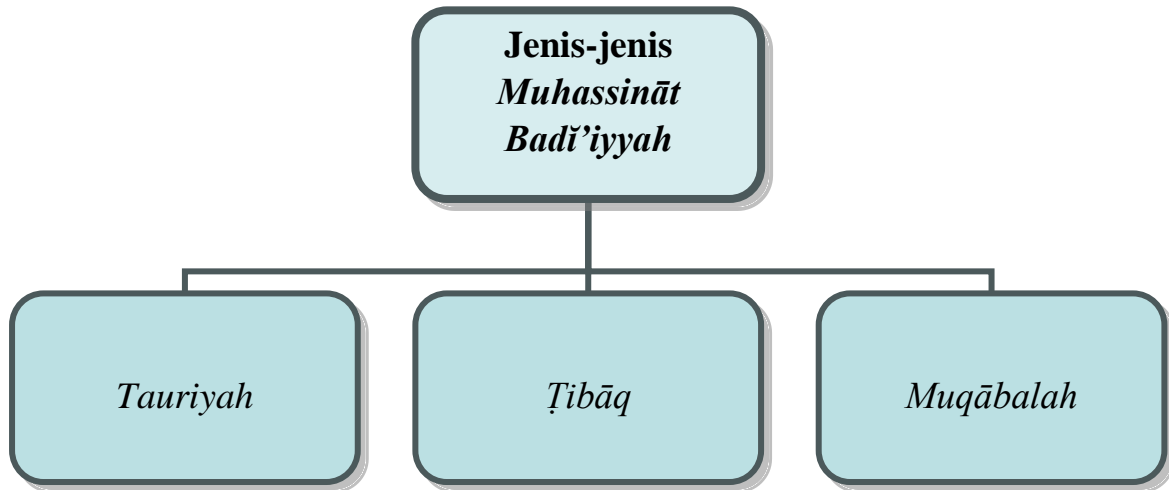 Jenis-jenis
Muhassināt
Badĭ’iyyah
Tauriyah
Ṭibāq
Muqābalah